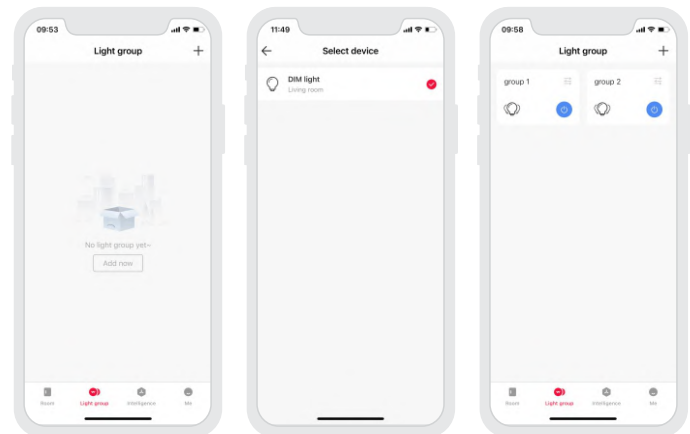 09:53
Light group
No light group yet~
Add now
Room
Light group
Intelligence
Me
11:49
Select device
DIM light
Living room
09:58
Light group
group 1
group 2
Room
Light group
Intelligence
Me